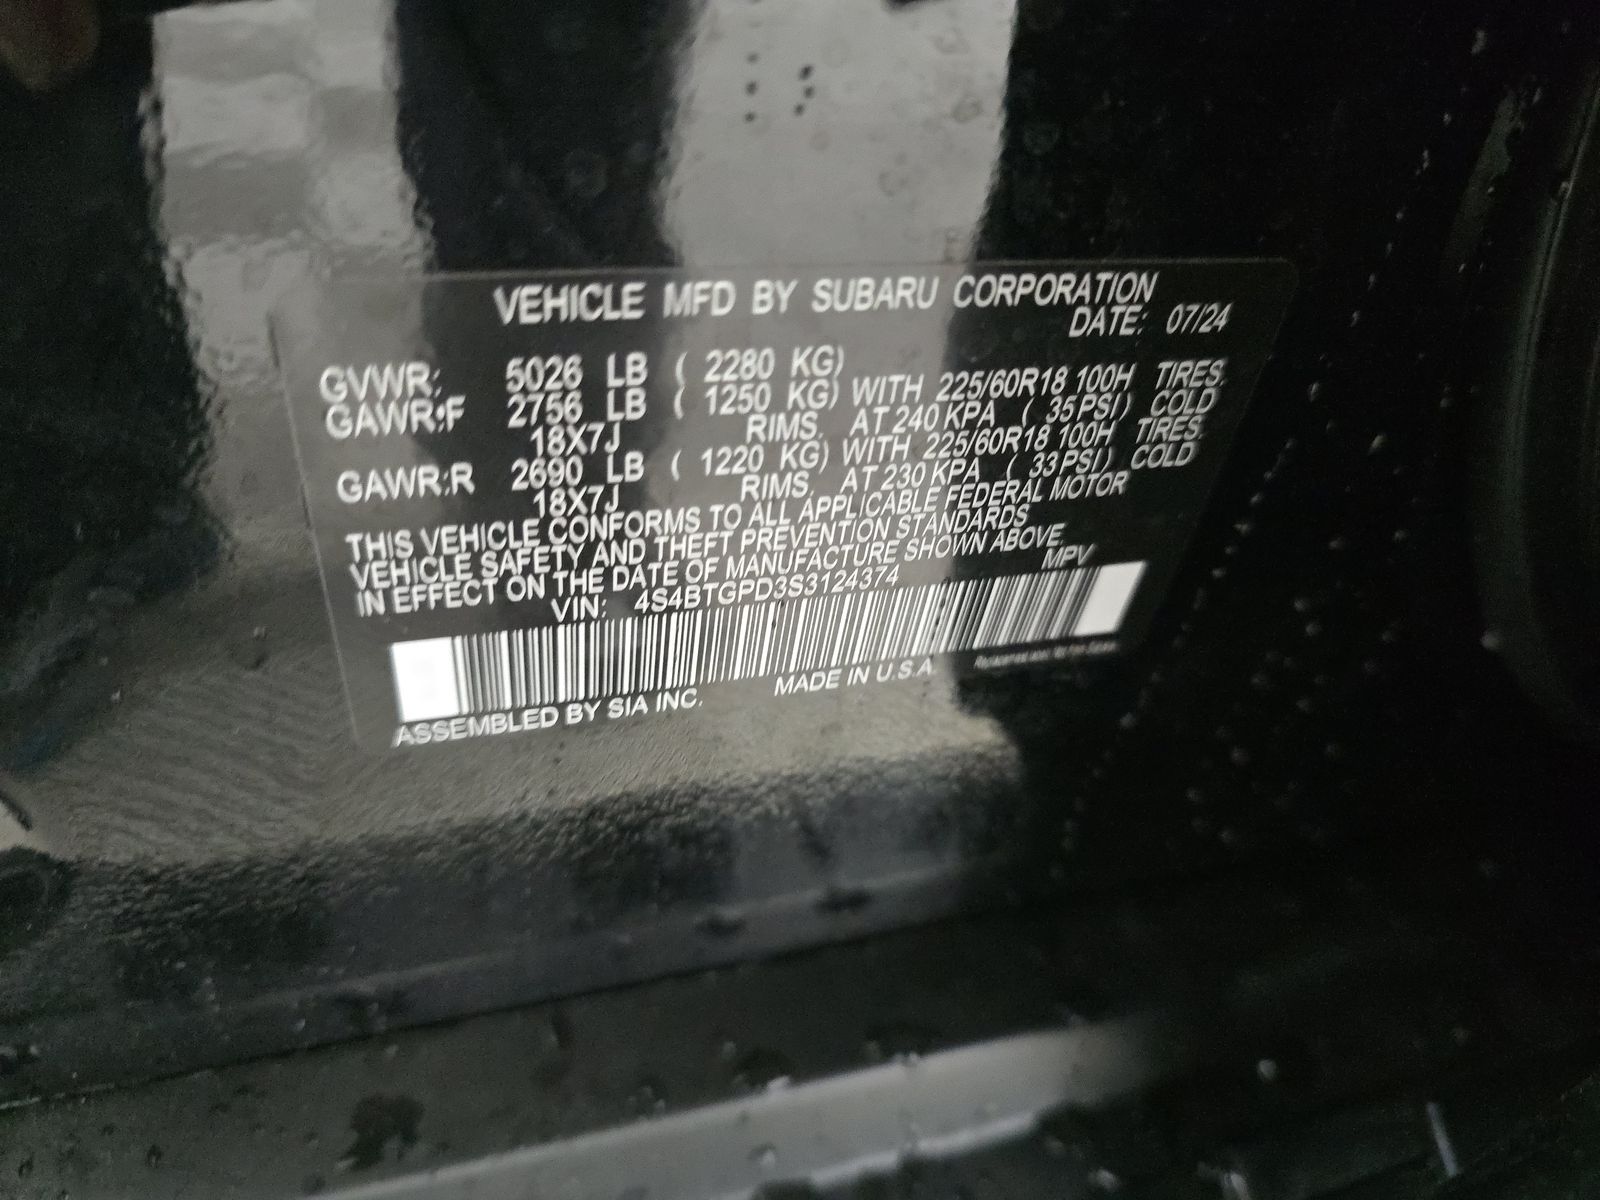 VEHICLE MFD BY SUBARU CORPORATION
DATE: 07/24
GVWR: 5026 LB ( 2280 KG)
GAWR:F 2756 LB ( 1250 KG) WITH 225/60R18 100H TIRES.
18X7J RIMS. AT 240 KPA ( 35PSI) COLD
GAWR:R 2690 LB ( 1220 KG) WITH 225/60R18 100H TIRES.
18X7J RIMS. AT 230 KPA ( 33PSI) COLD
THIS VEHICLE CONFORMS TO ALL APPLICABLE FEDERAL MOTOR
VEHICLE SAFETY AND THEFT PREVENTION STANDARDS
IN EFFECT ON THE DATE OF MANUFACTURE SHOWN ABOVE.
VIN: 4S4BTGPD3S3124374 MPV
ASSEMBLED BY SIA INC. MADE IN U.S.A.